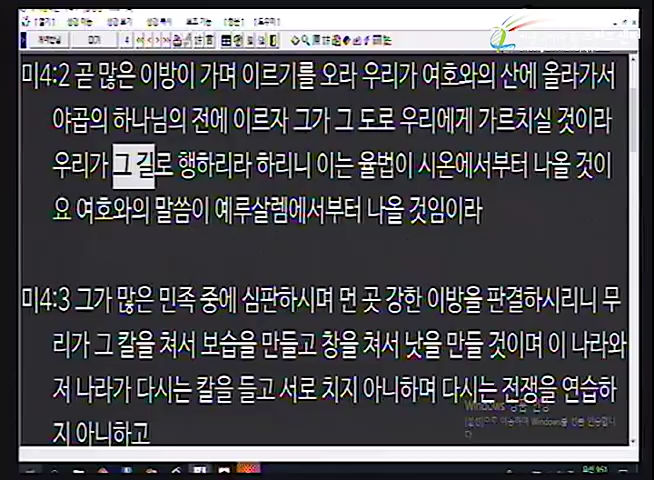 미4:2 곧 많은 이방이 가며 이르기를 오라 우리가 여호와의 산에 올라가서
야곱의 하나님의 전에 이르자 그가 그 도로 우리에게 가르치실 것이라
우리가 그 길로 행하리라 하리니 이는 율법이 시온에서부터 나올 것이
요 여호와의 말씀이 예루살렘에서부터 나올 것임이라
미4:3 그가 많은 민족 중에 심판하시며 먼 곳 강한 이방을 판결하시리니 무
리가 그 칼을 쳐서 보습을 만들고 창을 쳐서 낫을 만들 것이며 이 나라와
저 나라가 다시는 칼을 들고 서로 치지 아니하며 다시는 전쟁을 연습하
지 아니하고
Windows 정품 인증